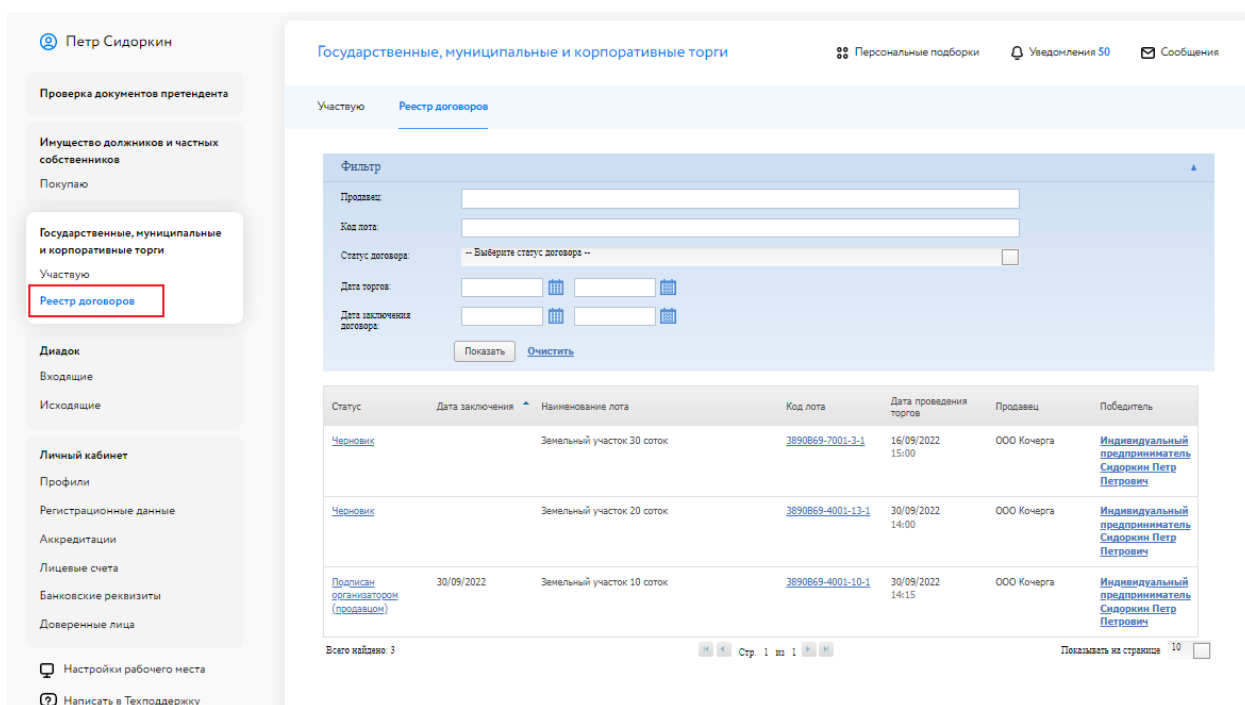 Петр Сидоркин
Проверка документов претендента
Имущество должников и частных
собственников
Покупаю
Государственные, муниципальные
и корпоративные торги
Участвую
Реестр договоров
Диадок
Входящие
Исходящие
Личный кабинет
Профили
Регистрационные данные
Аккредитации
Лицевые счета
Банковские реквизиты
Доверенные лица
Настройки рабочего места
Написать в Техподдержку
Государственные, муниципальные и корпоративные торги
Персональные подборки
Уведомления 50
Сообщения
Участвую
Реестр договоров
Фильтр
Продавец:
Код лота:
Статус договора:
-- Выберите статус договора --
Дата торгов:
Дата заключения
договора:
Показать
Очистить
Статус
Дата заключения
Наименование лота
Код лота
Дата проведения
торгов
Продавец
Победитель
Черновик
Земельный участок 30 соток
3890B69-7001-3-1
16/09/2022
15:00
ООО Кочерга
Индивидуальный
предприниматель
Сидоркин Петр
Петрович
Черновик
Земельный участок 20 соток
3890B69-4001-13-1
30/09/2022
14:00
ООО Кочерга
Индивидуальный
предприниматель
Сидоркин Петр
Петрович
Подписан
организатором
(продавцом)
30/09/2022
Земельный участок 10 соток
3890B69-4001-10-1
30/09/2022
14:15
ООО Кочерга
Индивидуальный
предприниматель
Сидоркин Петр
Петрович
Всего найдено: 3
Стр. 1 из 1
Показывать на странице 10